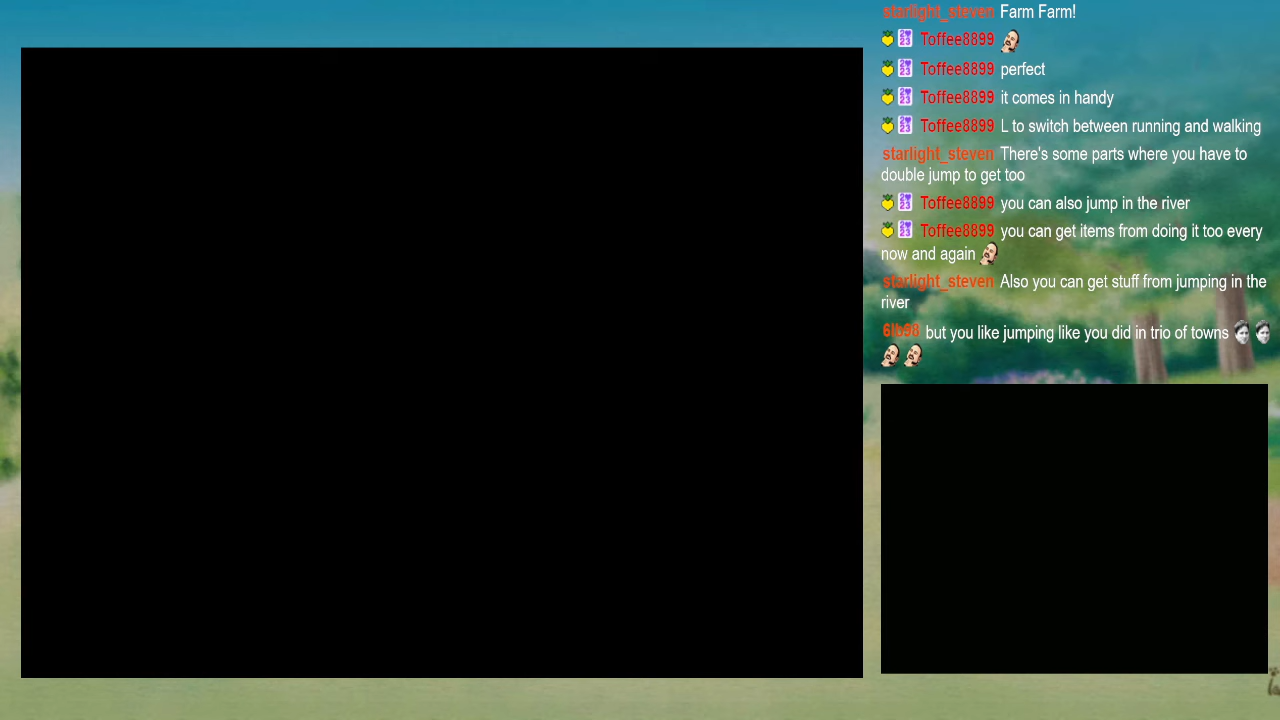 starlight_steven Farm Farm!
Toffee8899
Toffee8899 perfect
Toffee8899 it comes in handy
Toffee8899 L to switch between running and walking
starlight_steven There's some parts where you have to
double jump to get too
Toffee8899 you can also jump in the river
Toffee8899 you can get items from doing it too every
now and again
starlight_steven Also you can get stuff from jumping in the
river
6lb98 but you like jumping like you did in trio of towns